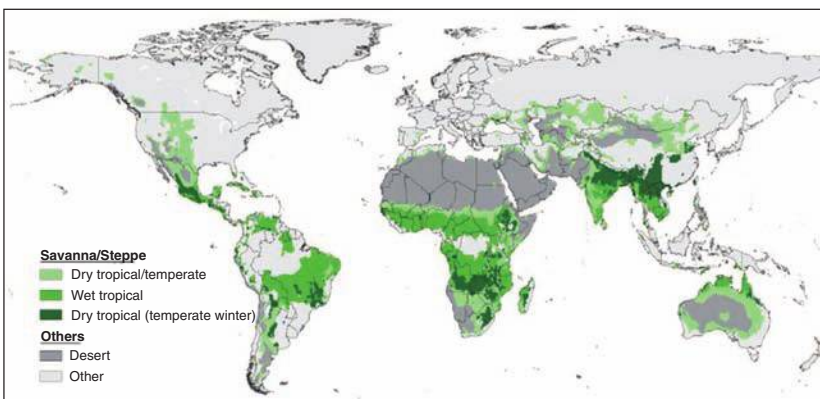 Savanna/Steppe
Dry tropical/temperate
Wet tropical
Dry tropical (temperate winter)
Others
Desert
Other